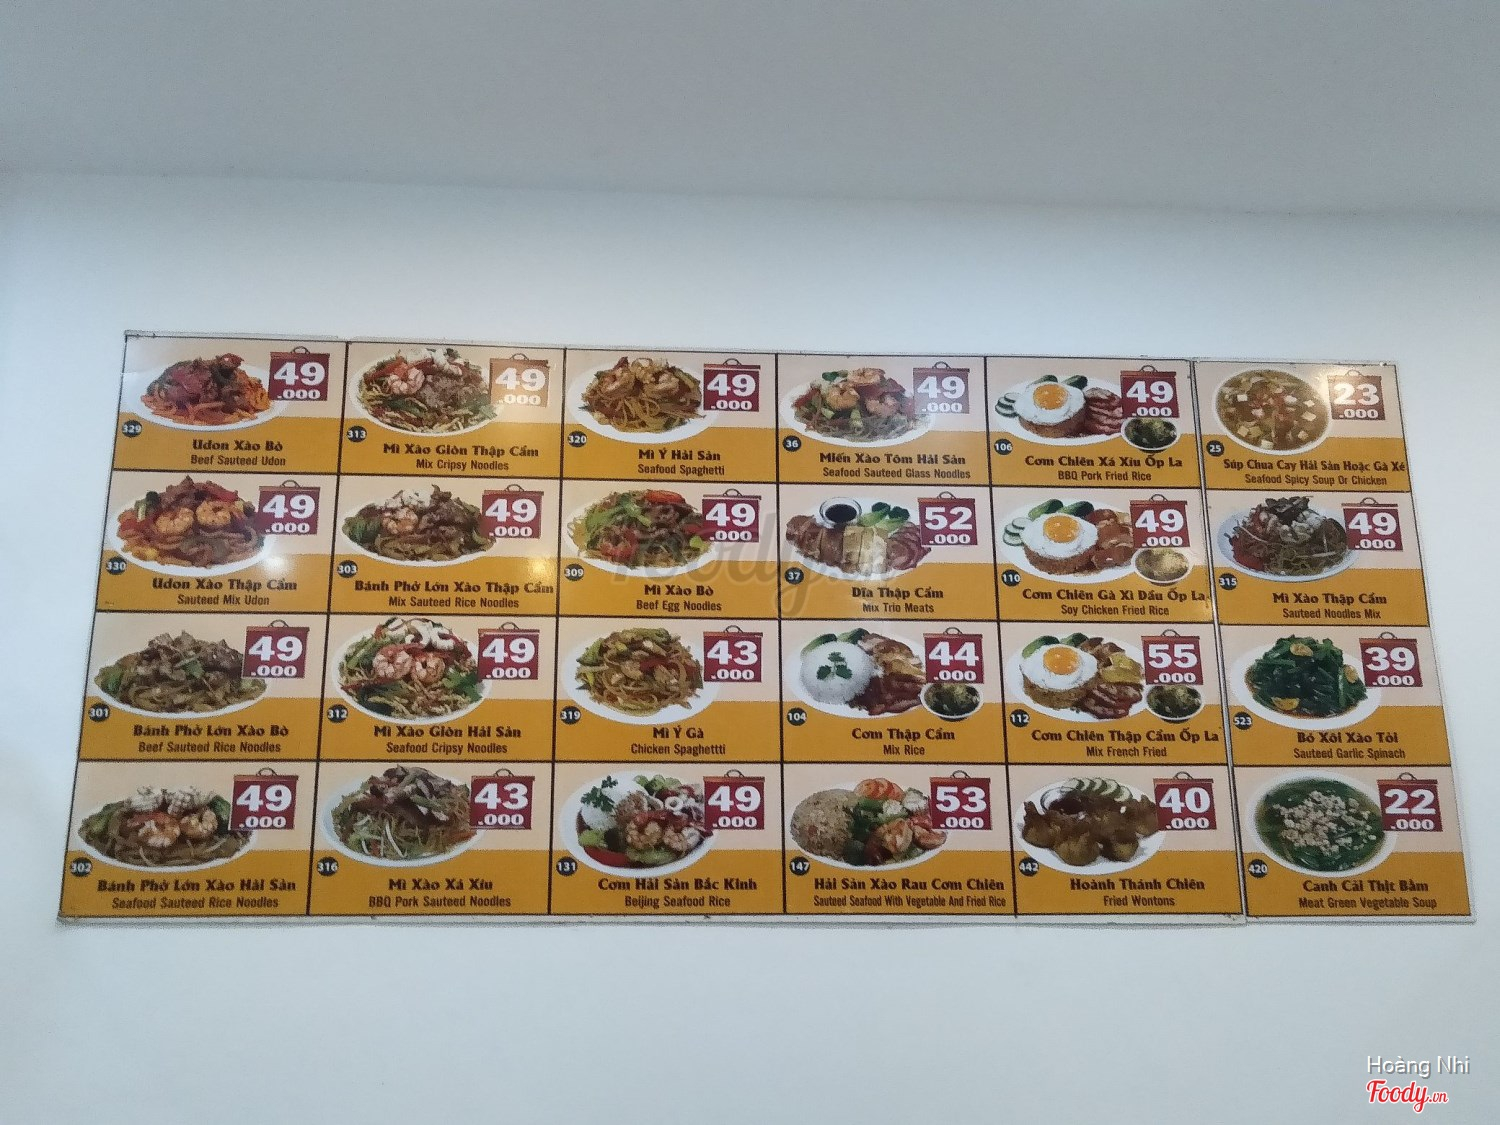 49
.000
329
Udon Xào Bò
Beef Sauteed Udon
49
.000
313
Mì Xào Giòn Thập Cẩm
Mix Cripsy Noodles
49
.000
320
Mì Ý Hải Sản
Seafood Spaghetti
49
.000
36
Miến Xào Tôm Hải Sản
Seafood Sauteed Glass Noodles
49
.000
106
Cơm Chiên Xá Xíu Ốp La
BBQ Pork Fried Rice
23
.000
25
Súp Chua Cay Hải Sản Hoặc Gà Xé
Seafood Spicy Soup Or Chicken
49
.000
330
Udon Xào Thập Cẩm
Sauteed Mix Udon
49
.000
303
Bánh Phở Lớn Xào Thập Cẩm
Mix Sauteed Rice Noodles
49
.000
309
Mì Xào Bò
Beef Egg Noodles
52
.000
37
Dĩa Thập Cẩm
Mix Trio Meats
49
.000
110
Cơm Chiên Gà Xì Dầu Ốp La
Soy Chicken Fried Rice
49
.000
315
Mì Xào Thập Cẩm
Sauteed Noodles Mix
49
.000
301
Bánh Phở Lớn Xào Bò
Beef Sauteed Rice Noodles
49
.000
312
Mì Xào Giòn Hải Sản
Seafood Cripsy Noodles
43
.000
319
Mì Ý Gà
Chicken Spaghettti
44
.000
104
Cơm Thập Cẩm
Mix Rice
55
.000
112
Cơm Chiên Thập Cẩm Ốp La
Mix French Fried
39
.000
523
Bó Xôi Xào Tỏi
Sauteed Garlic Spinach
49
.000
302
Bánh Phở Lớn Xào Hải Sản
Seafood Sauteed Rice Noodles
43
.000
316
Mì Xào Xá Xíu
BBQ Pork Sauteed Noodles
49
.000
131
Cơm Hải Sản Bắc Kinh
Beijing Seafood Rice
53
.000
147
Hải Sản Xào Rau Cơm Chiên
Sauteed Seafood With Vegetable And Fried Rice
40
.000
442
Hoành Thánh Chiên
Fried Wontons
22
.000
420
Canh Cải Thịt Bằm
Meat Green Vegetable Soup
Foody.vn
Hoàng Nhi
Foody.vn